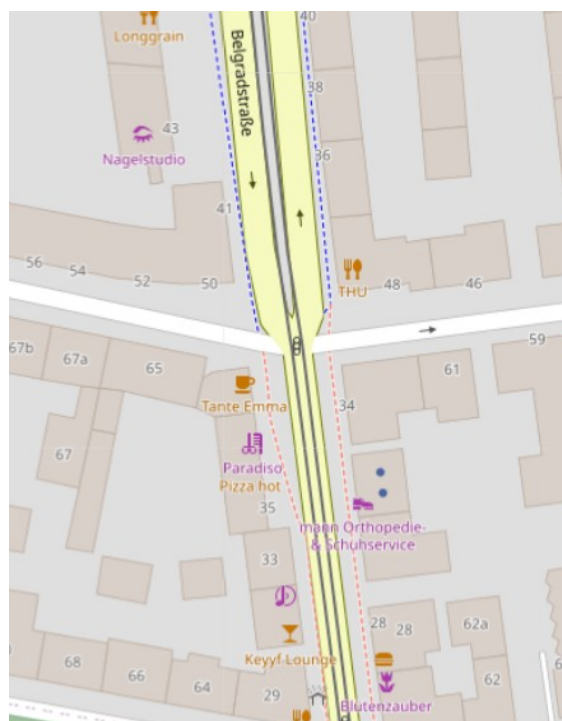 Longgrain
40
Belgradstraße
38
43
Nagelstudio
36
41
56
54
52
50
THU
48
46
67b
67a
65
59
61
Tante Emma
34
67
Paradiso
Pizza hot
35
mann Orthopedie-
& Schuhservice
33
28
28
62a
Keyyf Lounge
68
66
64
29
62
Blütenzauber